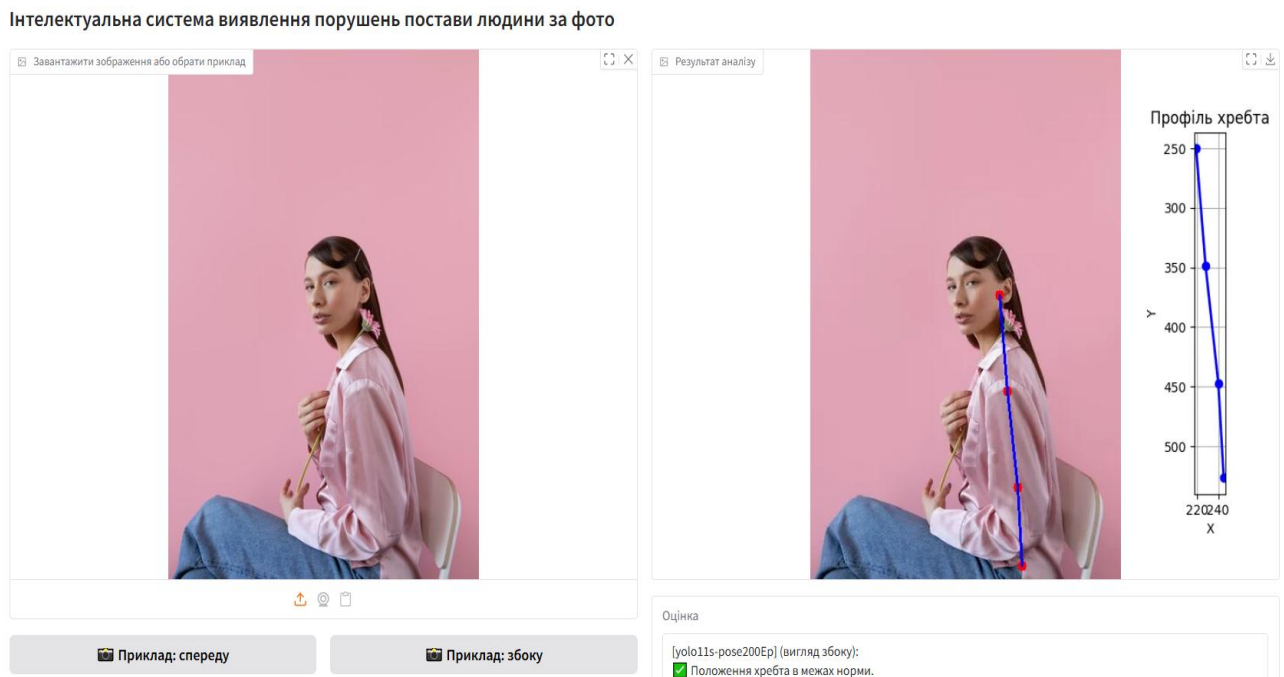 Інтелектуальна система виявлення порушень постави людини за фото
Завантажити зображення або обрати приклад
Результат аналізу
Профіль хребта
250
300
350
400
450
500
Y
220240
X
Приклад: спереду
Приклад: збоку
Оцінка
[yolo11s-pose200Ep] (вигляд збоку):
✅ Положення хребта в межах норми.